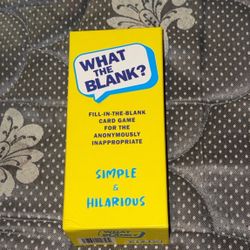 WHAT
THE
BLANK?
FILL-IN-THE-BLANK
CARD GAME
FOR THE
ANONYMOUSLY
INAPPROPRIATE
SIMPLE
&
HILARIOUS